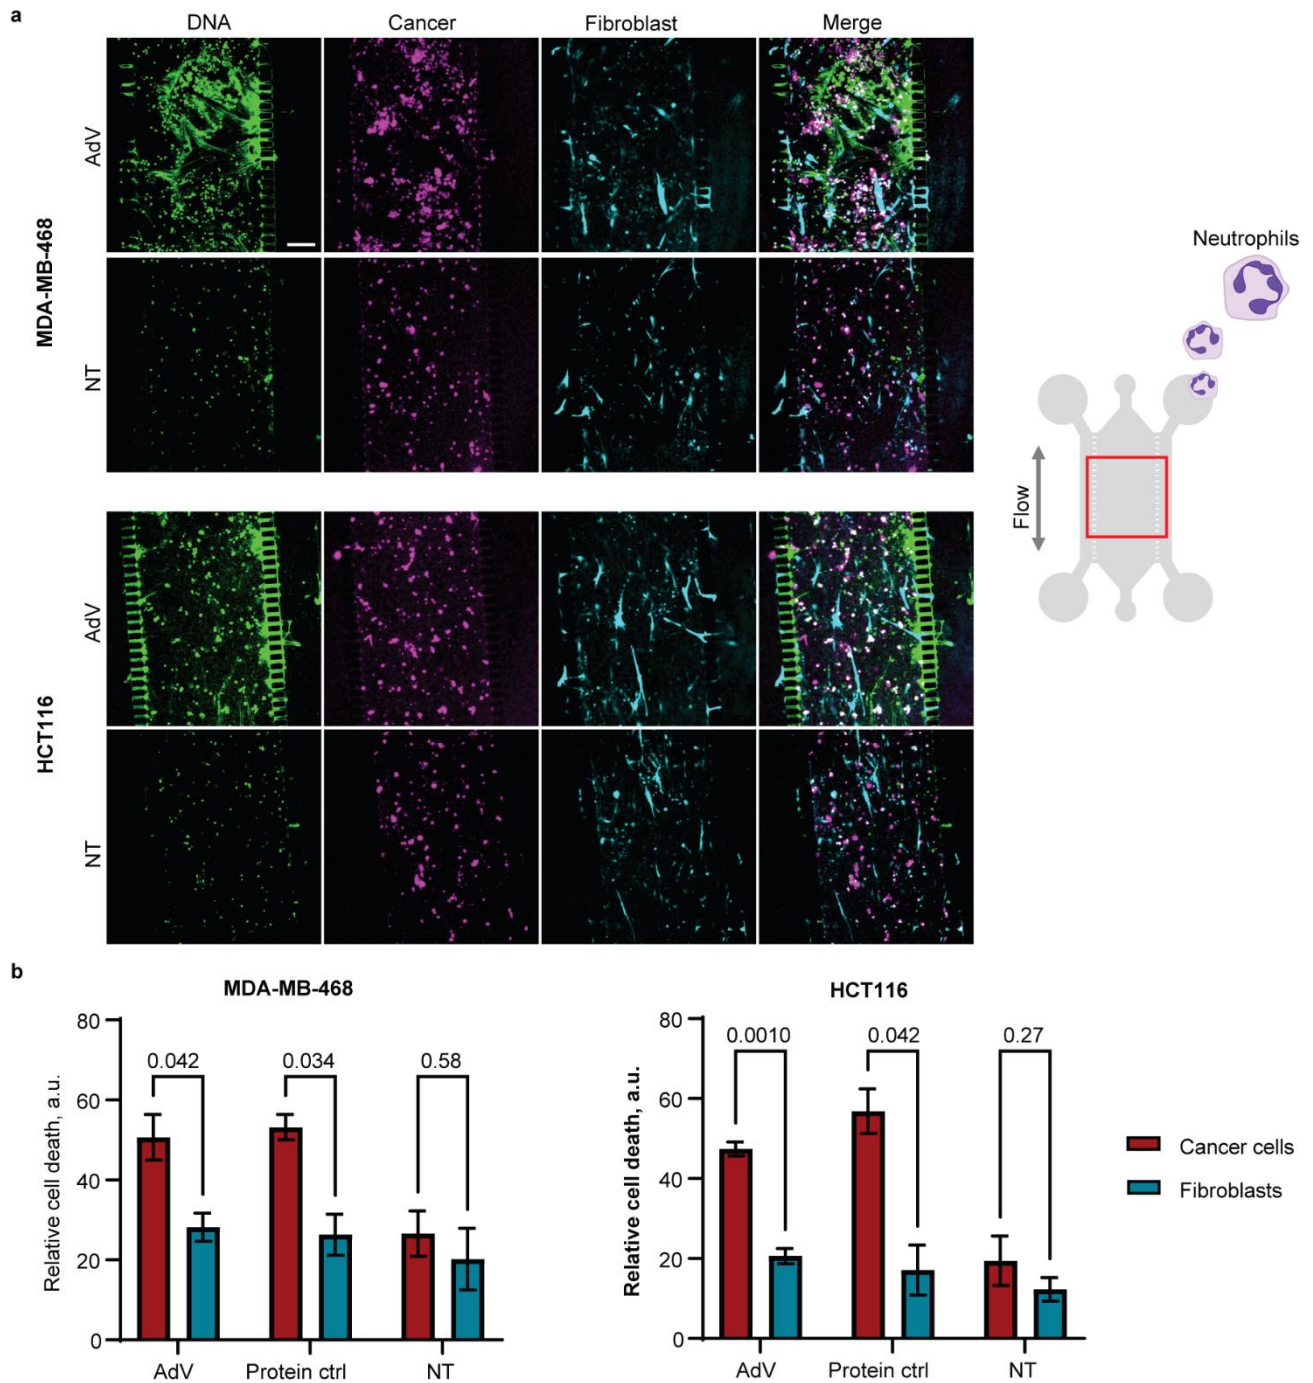 a
DNA
Cancer
Fibroblast
Merge
MDA-MB-468
AdV
NT
HCT116
AdV
NT
Neutrophils
Flow
b
MDA-MB-468
Relative cell death, a.u.
80
60
40
20
0
0.042
0.034
0.58
AdV
Protein ctrl
NT
HCT116
Relative cell death, a.u.
80
60
40
20
0
0.0010
0.042
0.27
AdV
Protein ctrl
NT
Cancer cells
Fibroblasts